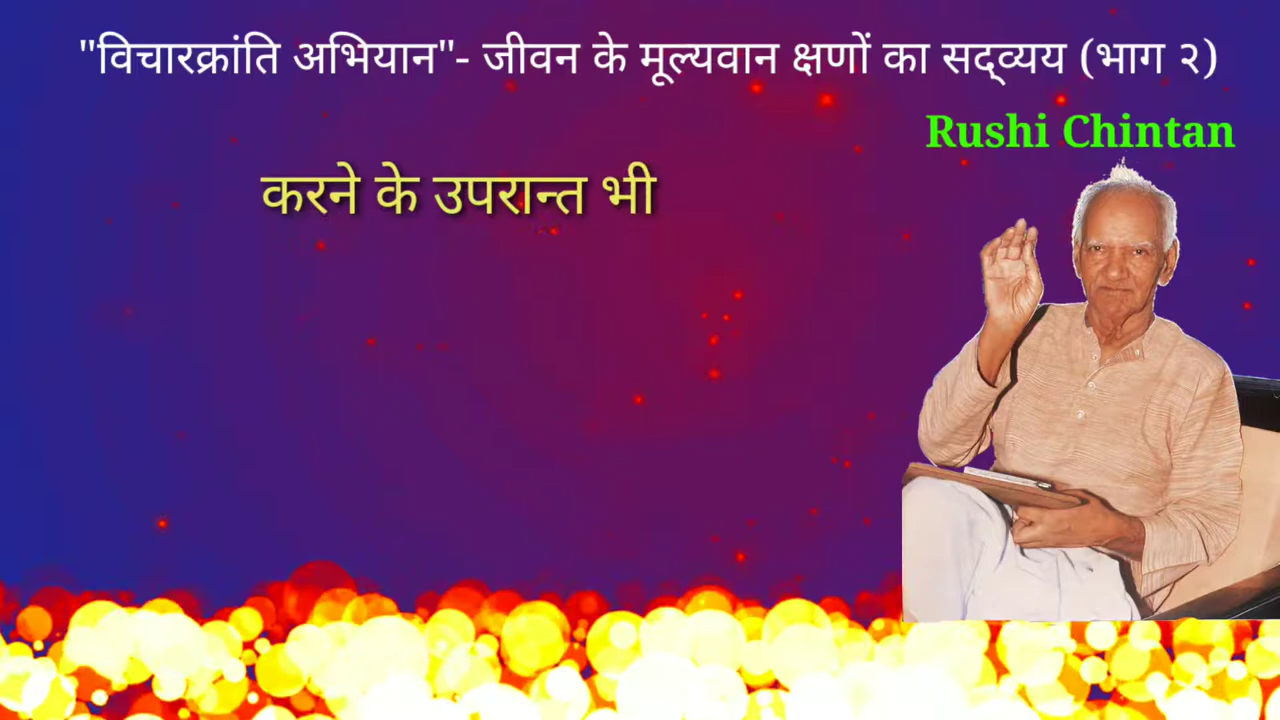 "विचारक्रांति अभियान"- जीवन के मूल्यवान क्षणों का सद्व्यय (भाग २)
Rushi Chintan
करने के उपरान्त भी